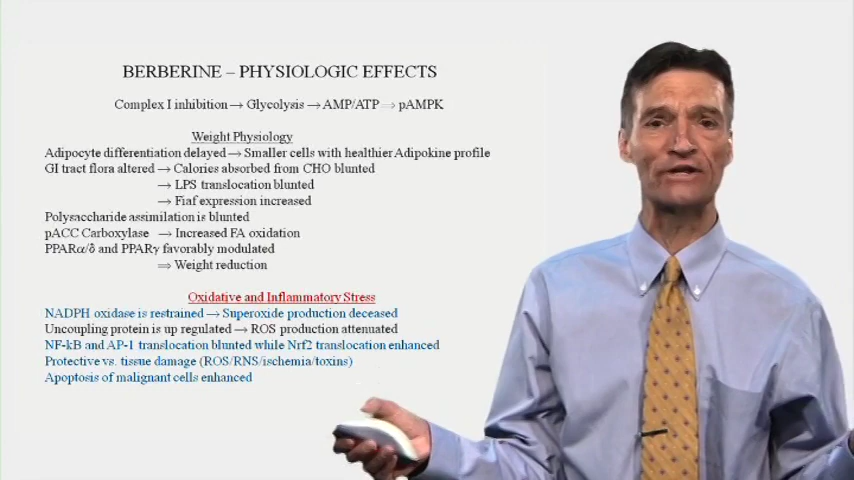 BERBERINE – PHYSIOLOGIC EFFECTS
Complex I inhibition → Glycolysis → AMP/ATP ⇒ pAMPK
Weight Physiology
Adipocyte differentiation delayed → Smaller cells with healthier Adipokine profile
GI tract flora altered → Calories absorbed from CHO blunted
→ LPS translocation blunted
→ Fiaf expression increased
Polysaccharide assimilation is blunted
pACC Carboxylase → Increased FA oxidation
PPARα/δ and PPARγ favorably modulated
⇒ Weight reduction
Oxidative and Inflammatory Stress
NADPH oxidase is restrained → Superoxide production deceased
Uncoupling protein is up regulated → ROS production attenuated
NF-kB and AP-1 translocation blunted while Nrf2 translocation enhanced
Protective vs. tissue damage (ROS/RNS/ischemia/toxins)
Apoptosis of malignant cells enhanced